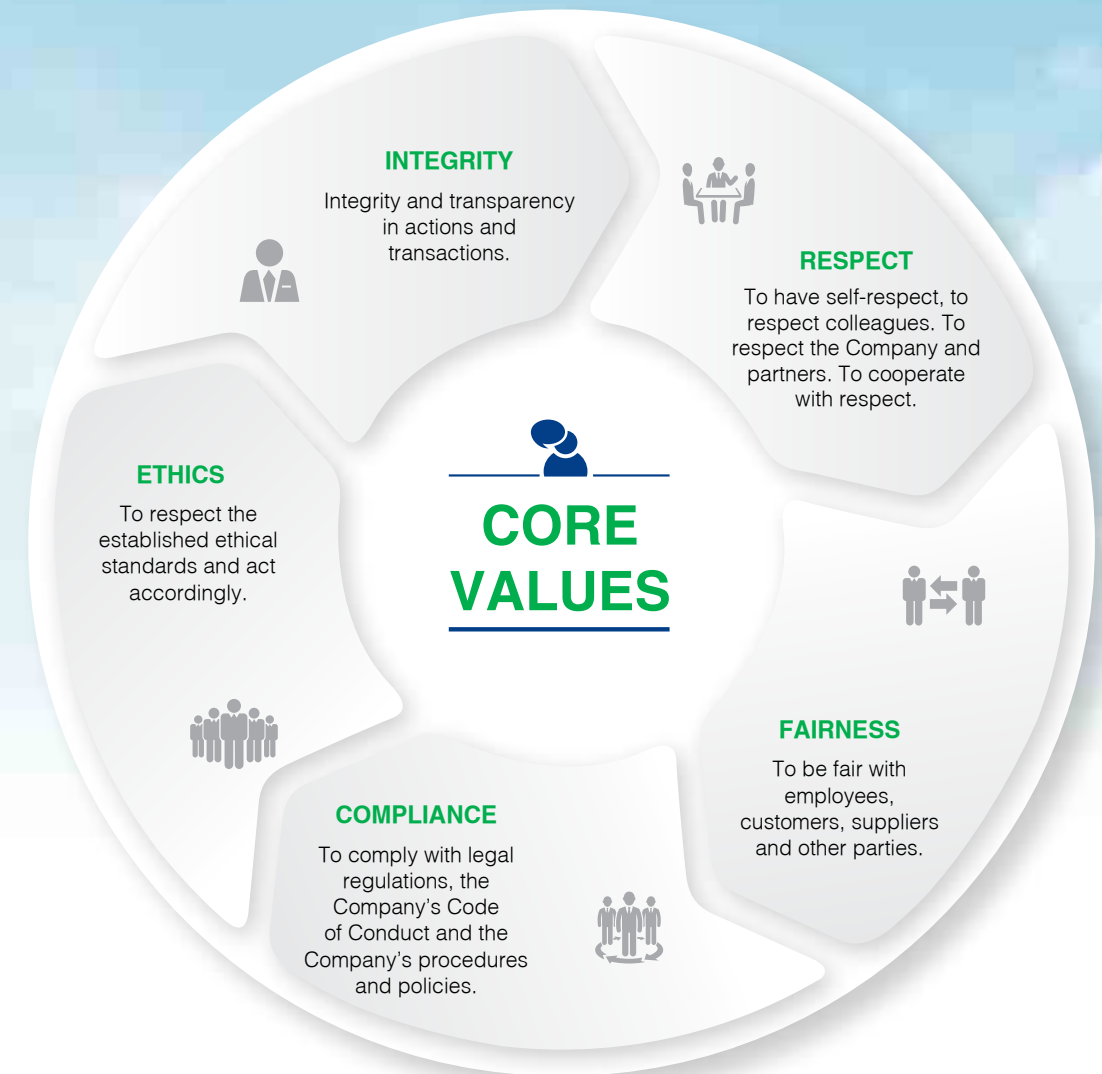 INTEGRITY
Integrity and transparency
in actions and
transactions.
RESPECT
To have self-respect, to
respect colleagues. To
respect the Company and
partners. To cooperate
with respect.
FAIRNESS
To be fair with
employees,
customers, suppliers
and other parties.
COMPLIANCE
To comply with legal
regulations, the
Company’s Code
of Conduct and the
Company’s procedures
and policies.
ETHICS
To respect the
established ethical
standards and act
accordingly.
CORE
VALUES